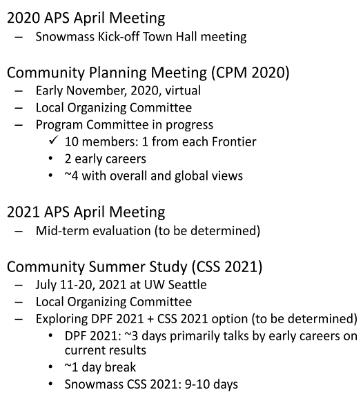 2020 APS April Meeting
– Snowmass Kick-off Town Hall meeting
Community Planning Meeting (CPM 2020)
– Early November, 2020, virtual
– Local Organizing Committee
– Program Committee in progress
✓ 10 members: 1 from each Frontier
• 2 early careers
• ~4 with overall and global views
2021 APS April Meeting
– Mid-term evaluation (to be determined)
Community Summer Study (CSS 2021)
– July 11-20, 2021 at UW Seattle
– Local Organizing Committee
– Exploring DPF 2021 + CSS 2021 option (to be determined)
• DPF 2021: ~3 days primarily talks by early careers on
current results
• ~1 day break
• Snowmass CSS 2021: 9-10 days